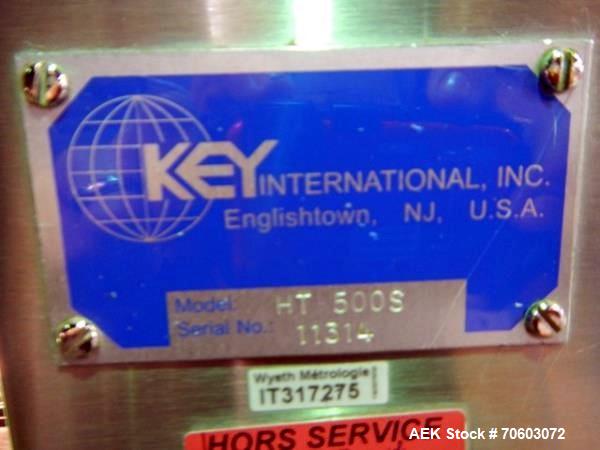 KEY INTERNATIONAL, INC.
Englishtown, NJ, U.S.A.
Model: HT 500S
Serial No.: 11314
Wyeth Métrologie
IT317275
HORS SERVICE
AEK Stock # 70603072